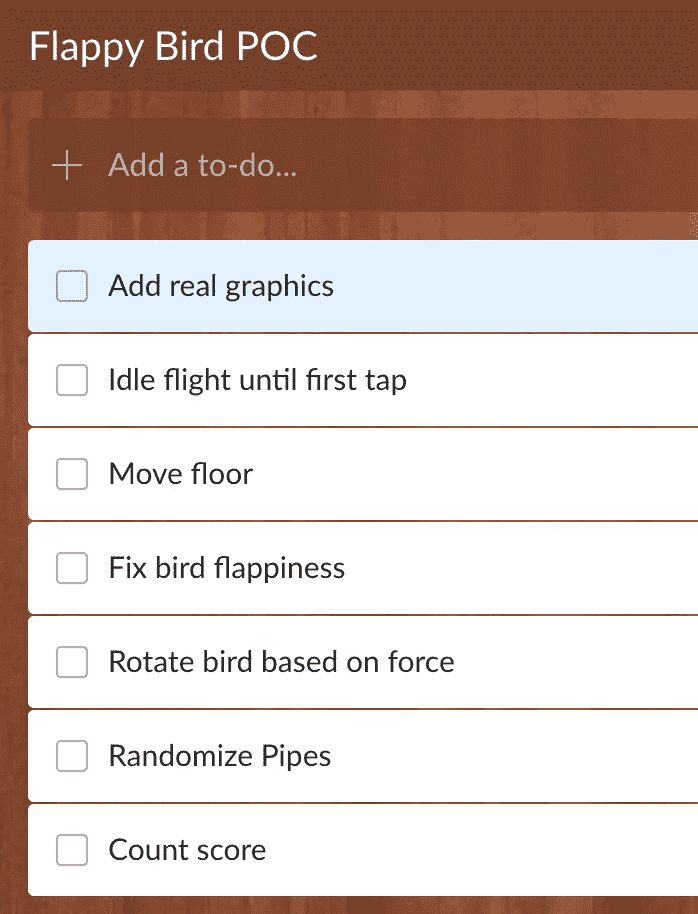 Flappy Bird POC
Add a to-do...
Add real graphics
Idle flight until first tap
Move floor
Fix bird flappiness
Rotate bird based on force
Randomize Pipes
Count score